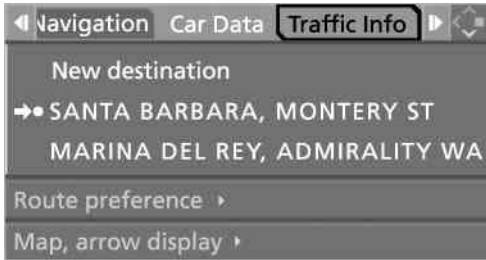 Navigation Car Data Traffic Info
New destination
SANTA BARBARA, MONTERY ST
MARINA DEL REY, ADMIRALITY WA
Route preference
Map, arrow display